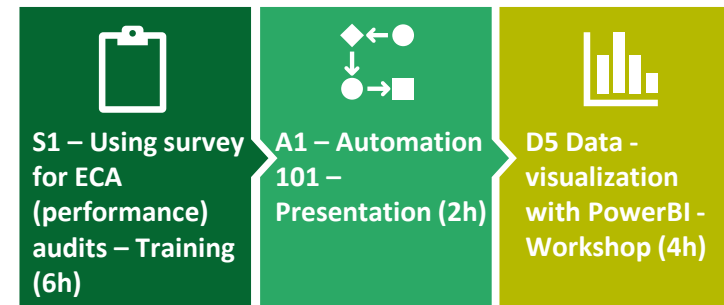 S1 – Using survey
for ECA
(performance)
audits – Training
(6h)
A1 – Automation
101 –
Presentation (2h)
D5 Data -
visualization
with PowerBI -
Workshop (4h)